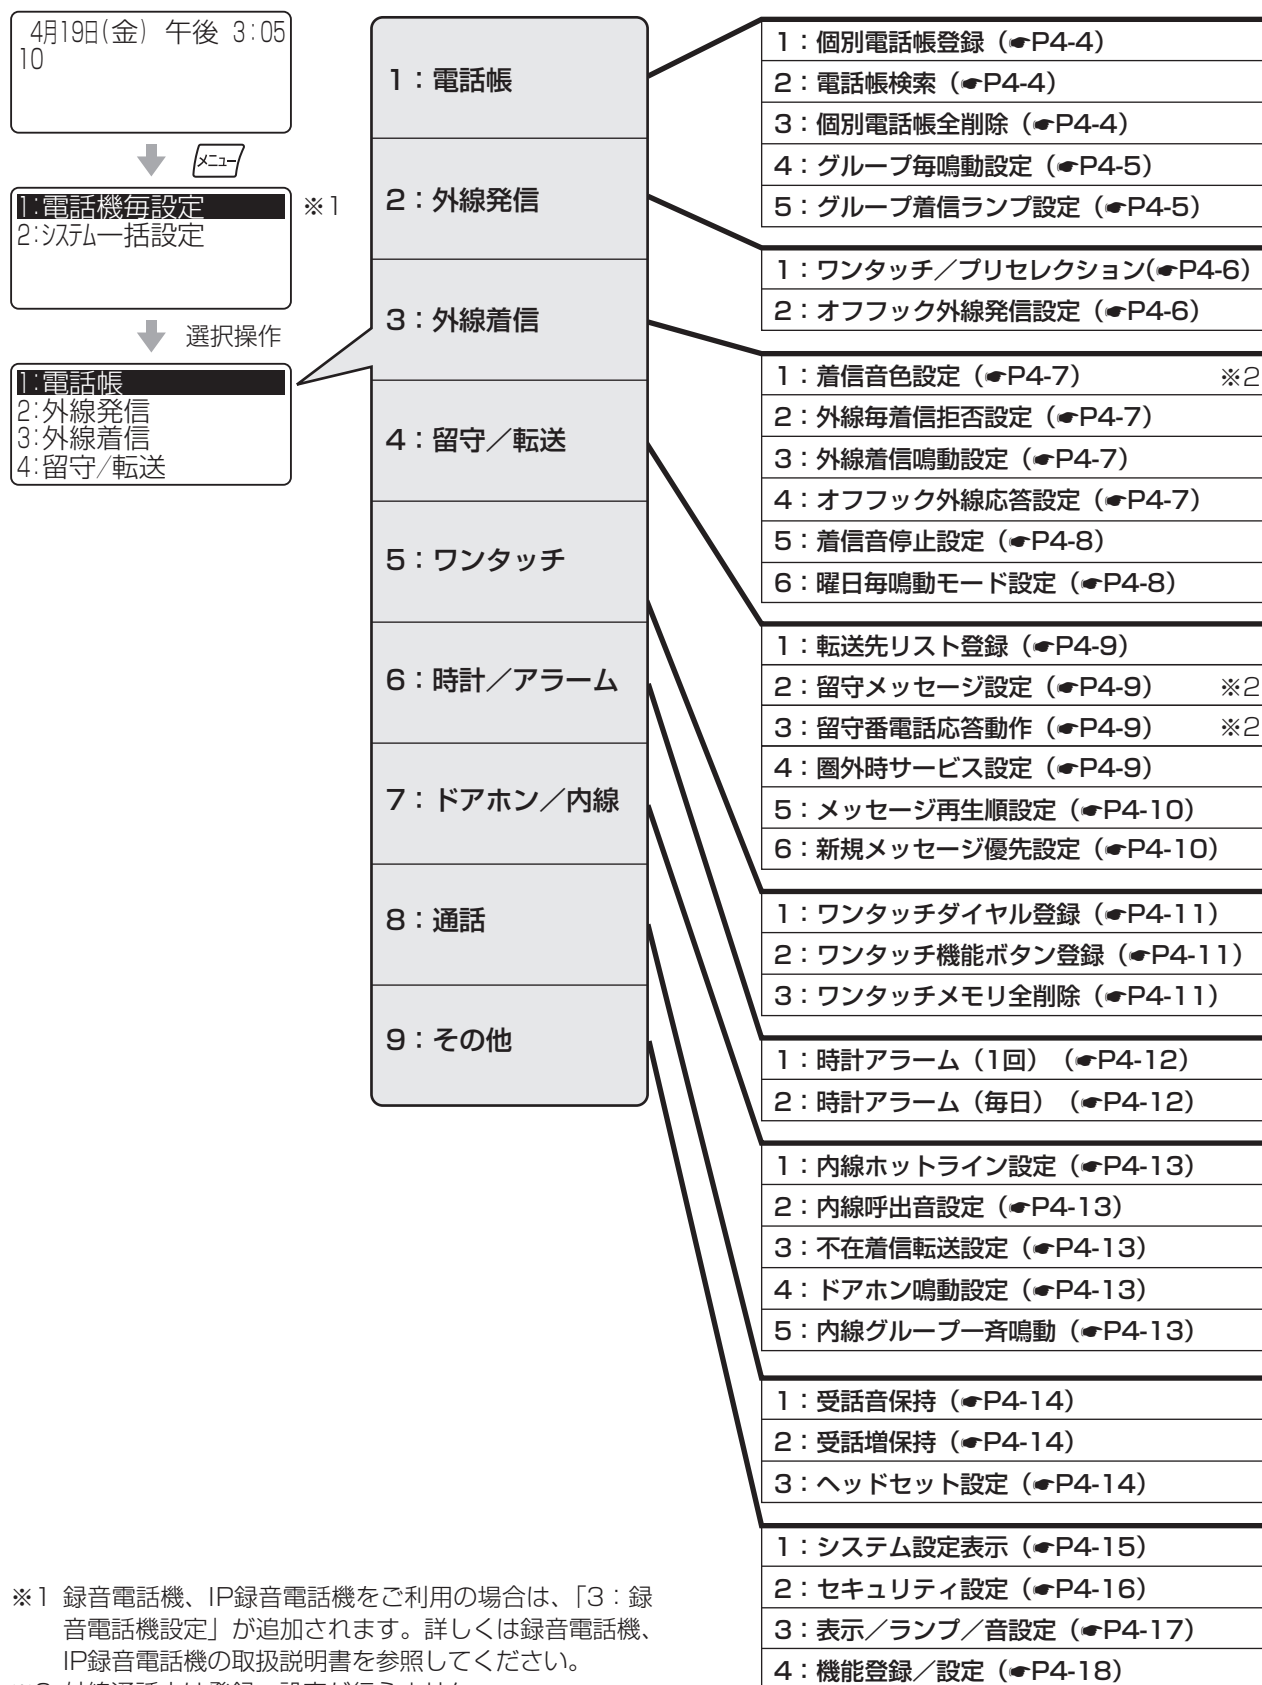 4月19日(金) 午後 3:05
10
メニュー
1:電話機毎設定
※1
2:システム一括設定
選択操作
1:電話帳
2:外線発信
3:外線着信
4:留守/転送
1：電話帳
2：外線発信
3：外線着信
4：留守／転送
5：ワンタッチ
6：時計／アラーム
7：ドアホン／内線
8：通話
9：その他
1：個別電話帳登録（☛P4-4）
2：電話帳検索（☛P4-4）
3：個別電話帳全削除（☛P4-4）
4：グループ毎鳴動設定（☛P4-5）
5：グループ着信ランプ設定（☛P4-5）
1：ワンタッチ／プリセレクション(☛P4-6)
2：オフフック外線発信設定（☛P4-6）
1：着信音色設定（☛P4-7） ※2
2：外線毎着信拒否設定（☛P4-7）
3：外線着信鳴動設定（☛P4-7）
4：オフフック外線応答設定（☛P4-7）
5：着信音停止設定（☛P4-8）
6：曜日毎鳴動モード設定（☛P4-8）
1：転送先リスト登録（☛P4-9）
2：留守メッセージ設定（☛P4-9） ※2
3：留守番電話応答動作（☛P4-9） ※2
4：圏外時サービス設定（☛P4-9）
5：メッセージ再生順設定（☛P4-10）
6：新規メッセージ優先設定（☛P4-10）
1：ワンタッチダイヤル登録（☛P4-11）
2：ワンタッチ機能ボタン登録（☛P4-11）
3：ワンタッチメモリ全削除（☛P4-11）
1：時計アラーム（1回）（☛P4-12）
2：時計アラーム（毎日）（☛P4-12）
1：内線ホットライン設定（☛P4-13）
2：内線呼出音設定（☛P4-13）
3：不在着信転送設定（☛P4-13）
4：ドアホン鳴動設定（☛P4-13）
5：内線グループ一斉鳴動（☛P4-13）
1：受話音保持（☛P4-14）
2：受話増保持（☛P4-14）
3：ヘッドセット設定（☛P4-14）
1：システム設定表示（☛P4-15）
2：セキュリティ設定（☛P4-16）
3：表示／ランプ／音設定（☛P4-17）
4：機能登録／設定（☛P4-18）
※1 録音電話機、IP録音電話機をご利用の場合は、「3：録
音電話機設定」が追加されます。詳しくは録音電話機、
IP録音電話機の取扱説明書を参照してください。